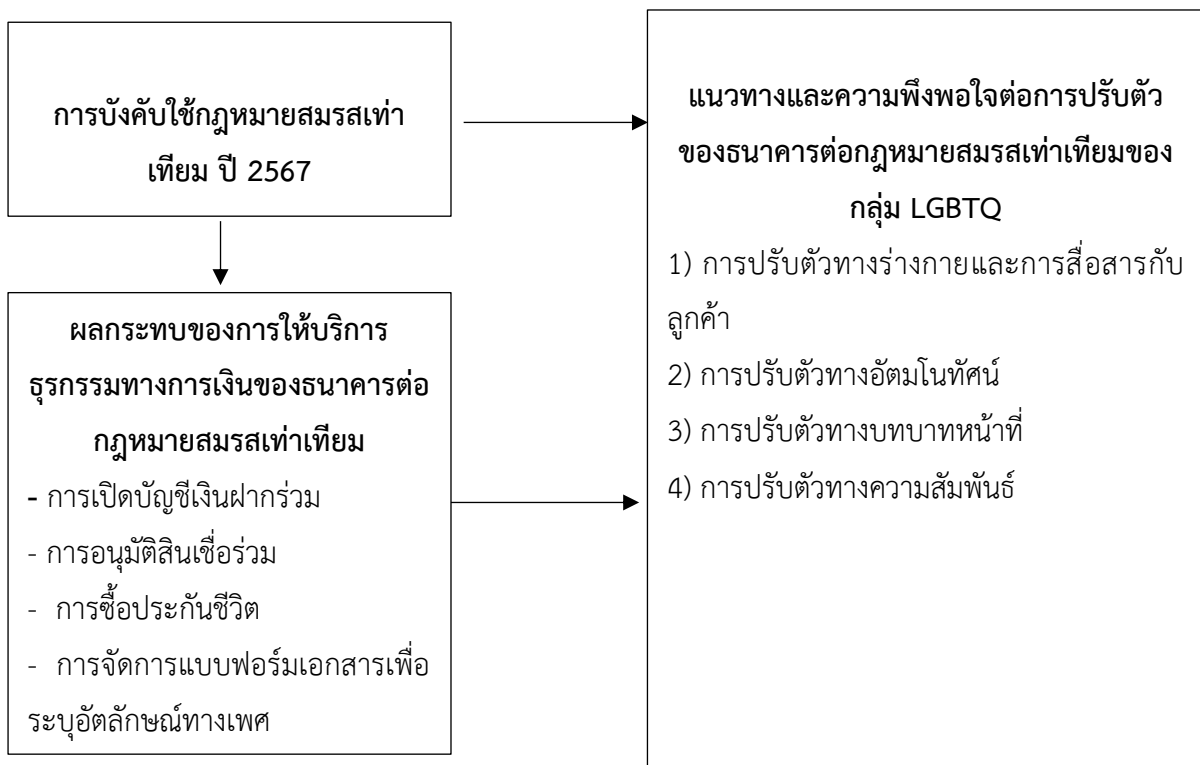 การบังคับใช้กฎหมายสมรสเท่า
เทียม ปี 2567
ผลกระทบของการให้บริการ
ธุรกรรมทางการเงินของธนาคารต่อ
กฎหมายสมรสเท่าเทียม
- การเปิดบัญชีเงินฝากร่วม
- การอนุมัติสินเชื่อร่วม
- การซื้อประกันชีวิต
- การจัดการแบบฟอร์มเอกสารเพื่อ
ระบุอัตลักษณ์ทางเพศ
แนวทางและความพึงพอใจต่อการปรับตัว
ของธนาคารต่อกฎหมายสมรสเท่าเทียมของ
กลุ่ม LGBTQ
1) การปรับตัวทางร่างกายและการสื่อสารกับ
ลูกค้า
2) การปรับตัวทางอัตมโนทัศน์
3) การปรับตัวทางบทบาทหน้าที่
4) การปรับตัวทางความสัมพันธ์